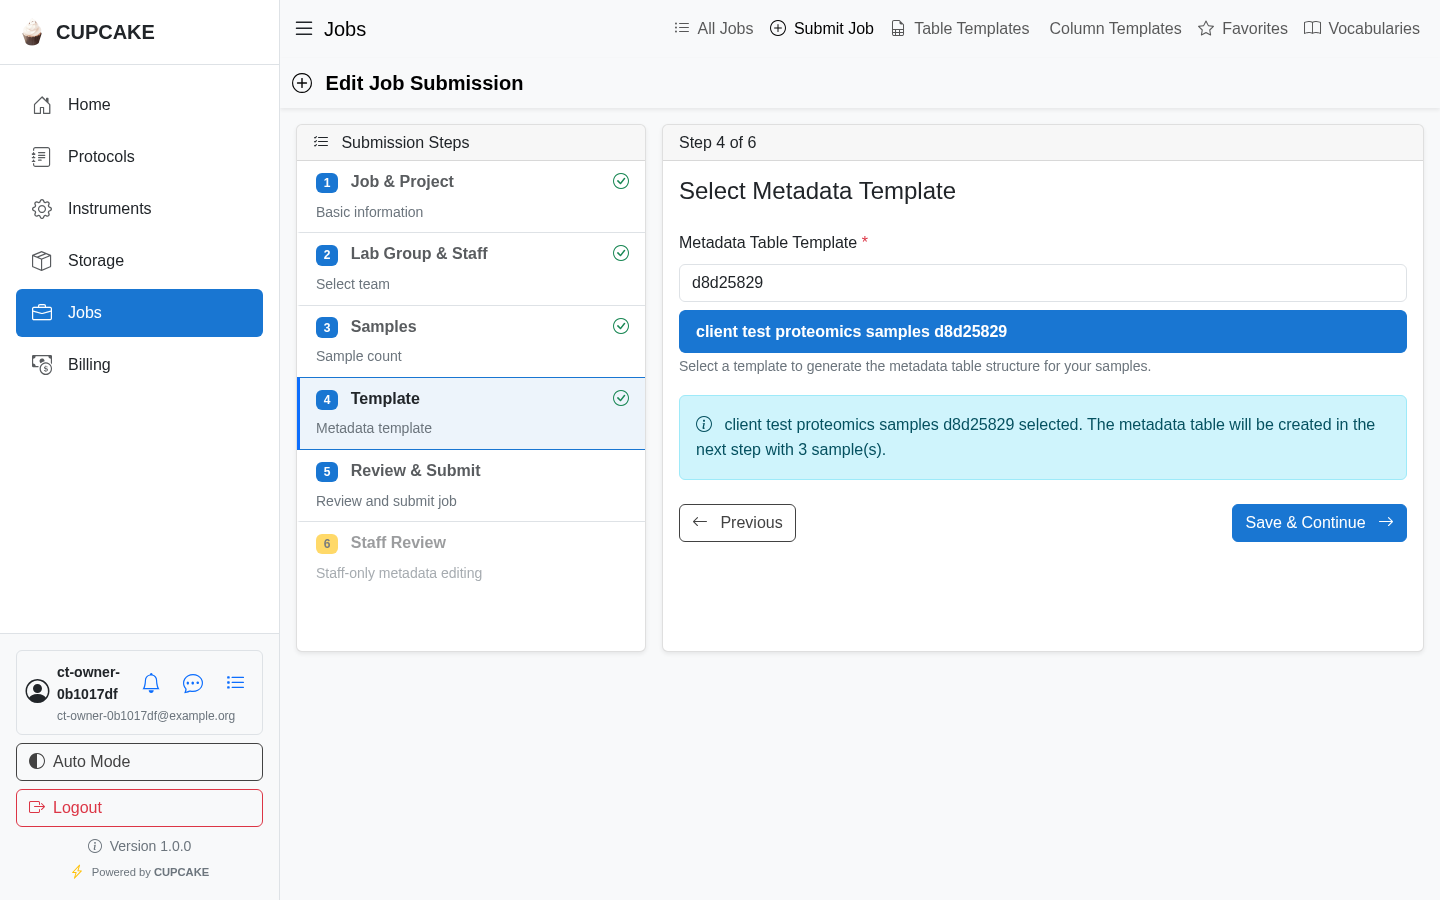 CUPCAKE
Home
Protocols
Instruments
Storage
Jobs
Billing
ct-owner-
0b1017df
ct-owner-0b1017df@example.org
Auto Mode
Logout
Version 1.0.0
Powered by CUPCAKE
Jobs
All Jobs
Submit Job
Table Templates
Column Templates
Favorites
Vocabularies
Edit Job Submission
Submission Steps
1 Job & Project
Basic information
2 Lab Group & Staff
Select team
3 Samples
Sample count
4 Template
Metadata template
5 Review & Submit
Review and submit job
6 Staff Review
Staff-only metadata editing
Step 4 of 6
Select Metadata Template
Metadata Table Template *
d8d25829
client test proteomics samples d8d25829
Select a template to generate the metadata table structure for your samples.
client test proteomics samples d8d25829 selected. The metadata table will be created in the
next step with 3 sample(s).
Previous
Save & Continue